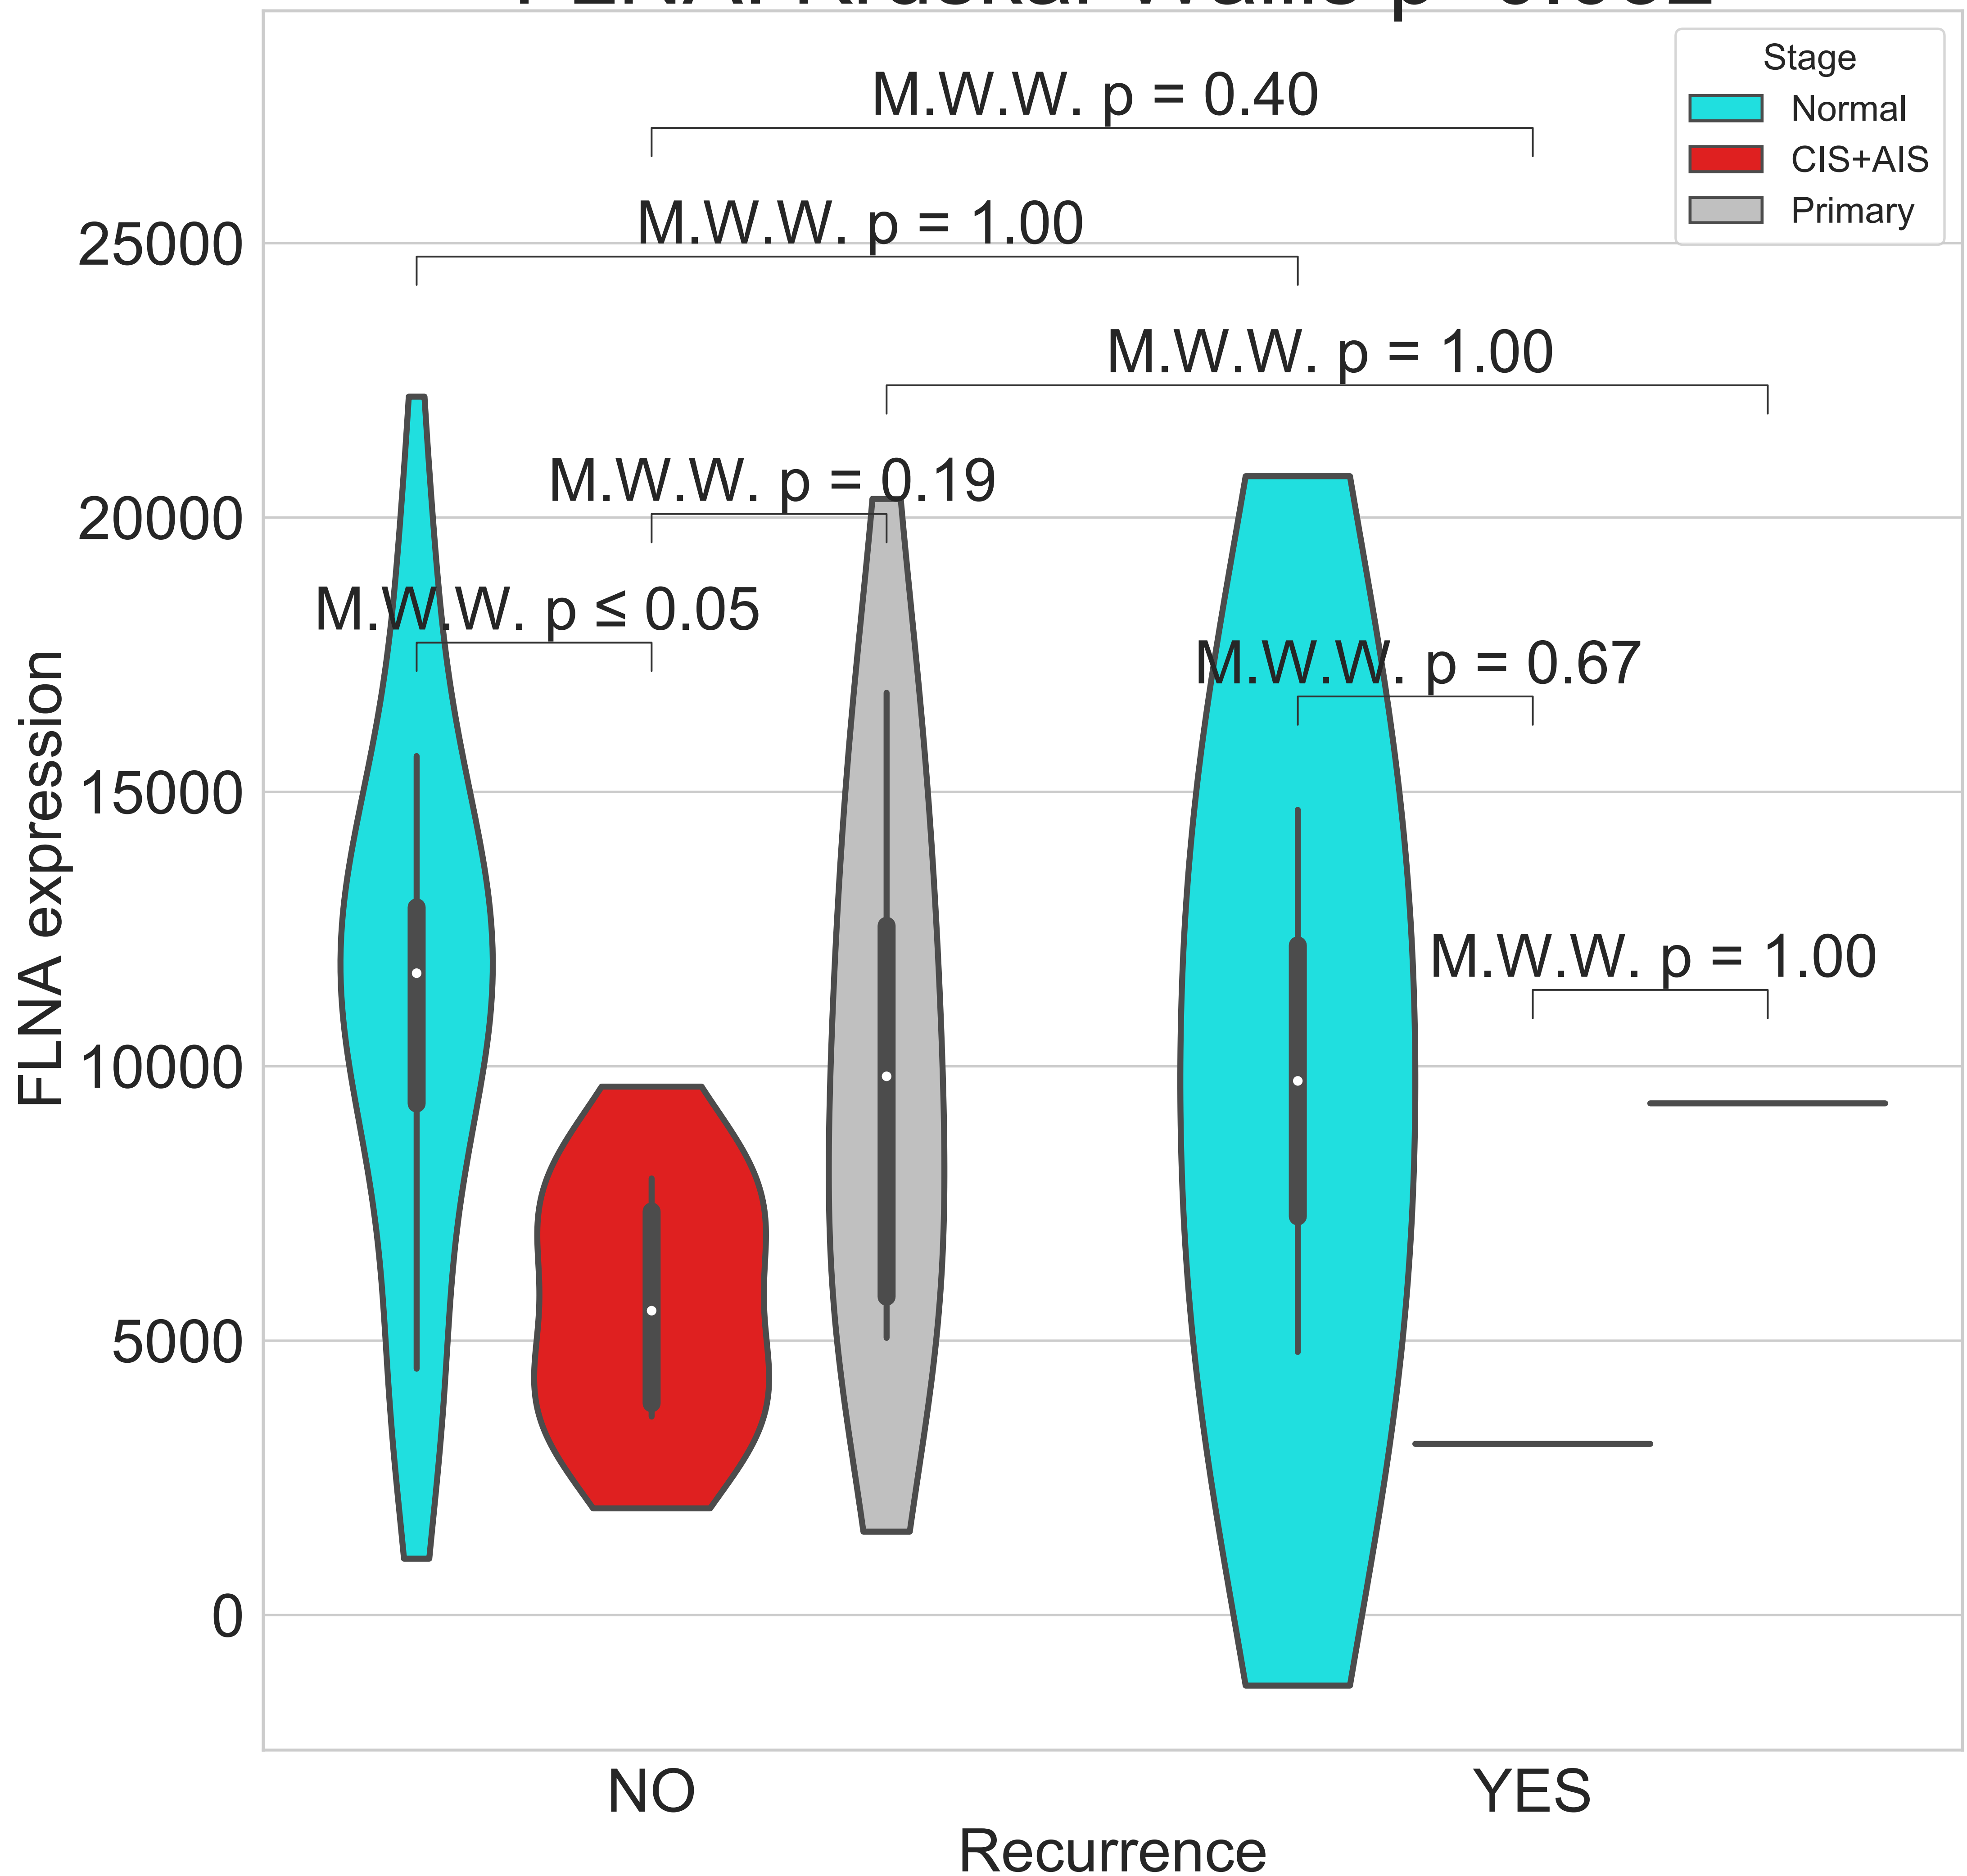 Stage
Normal
CIS+AIS
Primary
M.W.W. p = 0.40
M.W.W. p = 1.00
M.W.W. p = 1.00
M.W.W. p = 0.19
M.W.W. p ≤ 0.05
M.W.W. p = 0.67
M.W.W. p = 1.00
25000
20000
15000
10000
5000
0
FLNA expression
NO
YES
Recurrence